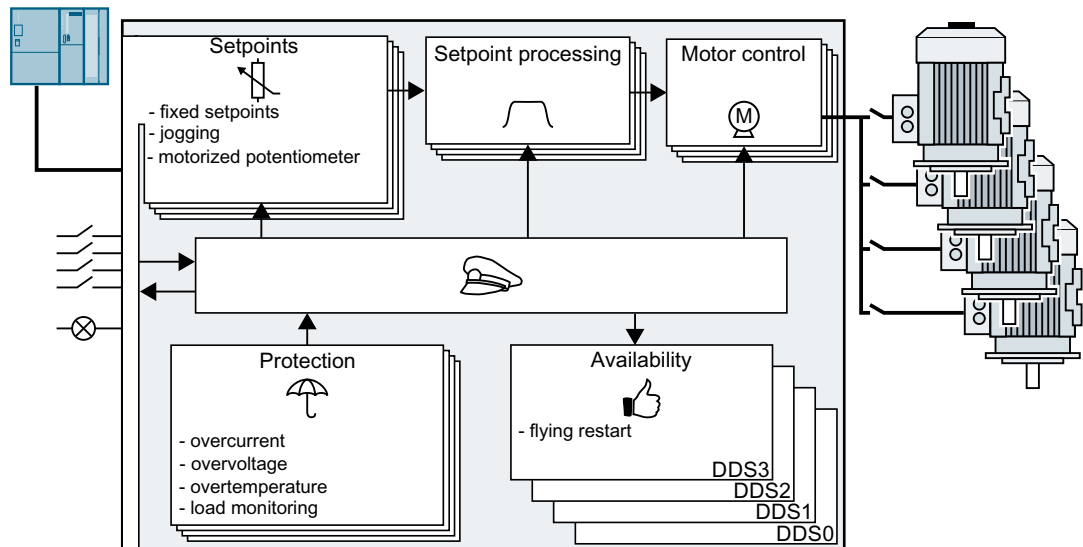 Setpoints
- fixed setpoints
- jogging
- motorized potentiometer
Setpoint processing
Motor control
M
Protection
- overcurrent
- overvoltage
- overtemperature
- load monitoring
Availability
- flying restart
DDS3
DDS2
DDS1
DDS0